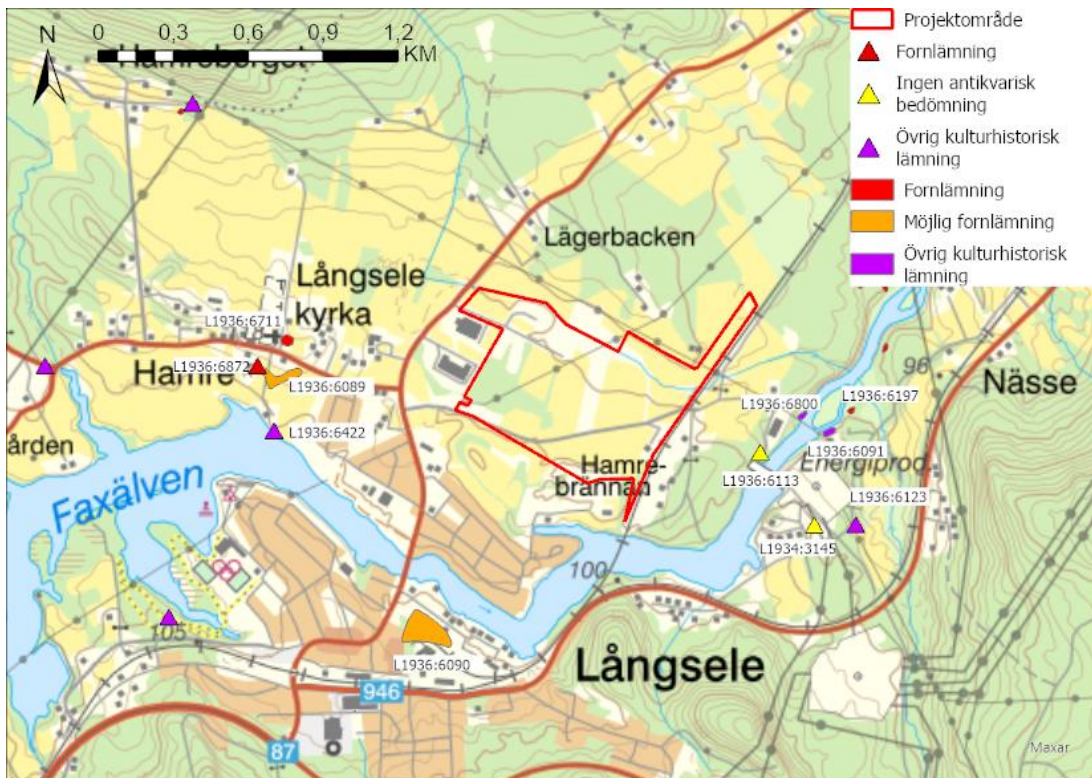 N
0 0,3 0,6 0,9 1,2
KM
Hamreberget
Projektområde
Fornlämning
Ingen antikvarisk
bedömning
Övrig kulturhistorisk
lämning
Fornlämning
Möjlig fornlämning
Övrig kulturhistorisk
lämning
Lägerbacken
Långsele
kyrka
L1936:6711
L1936:6872
Hamre
L1936:6089
L1936:6422
ården
Faxälven
Hamre-
brännan
96
Nässe
L1936:6800
L1936:6197
L1936:6091
Energiprod.
L1936:6113
L1936:6123
L1934:3145
100
105
L1936:6090
Långsele
946
87
Maxar